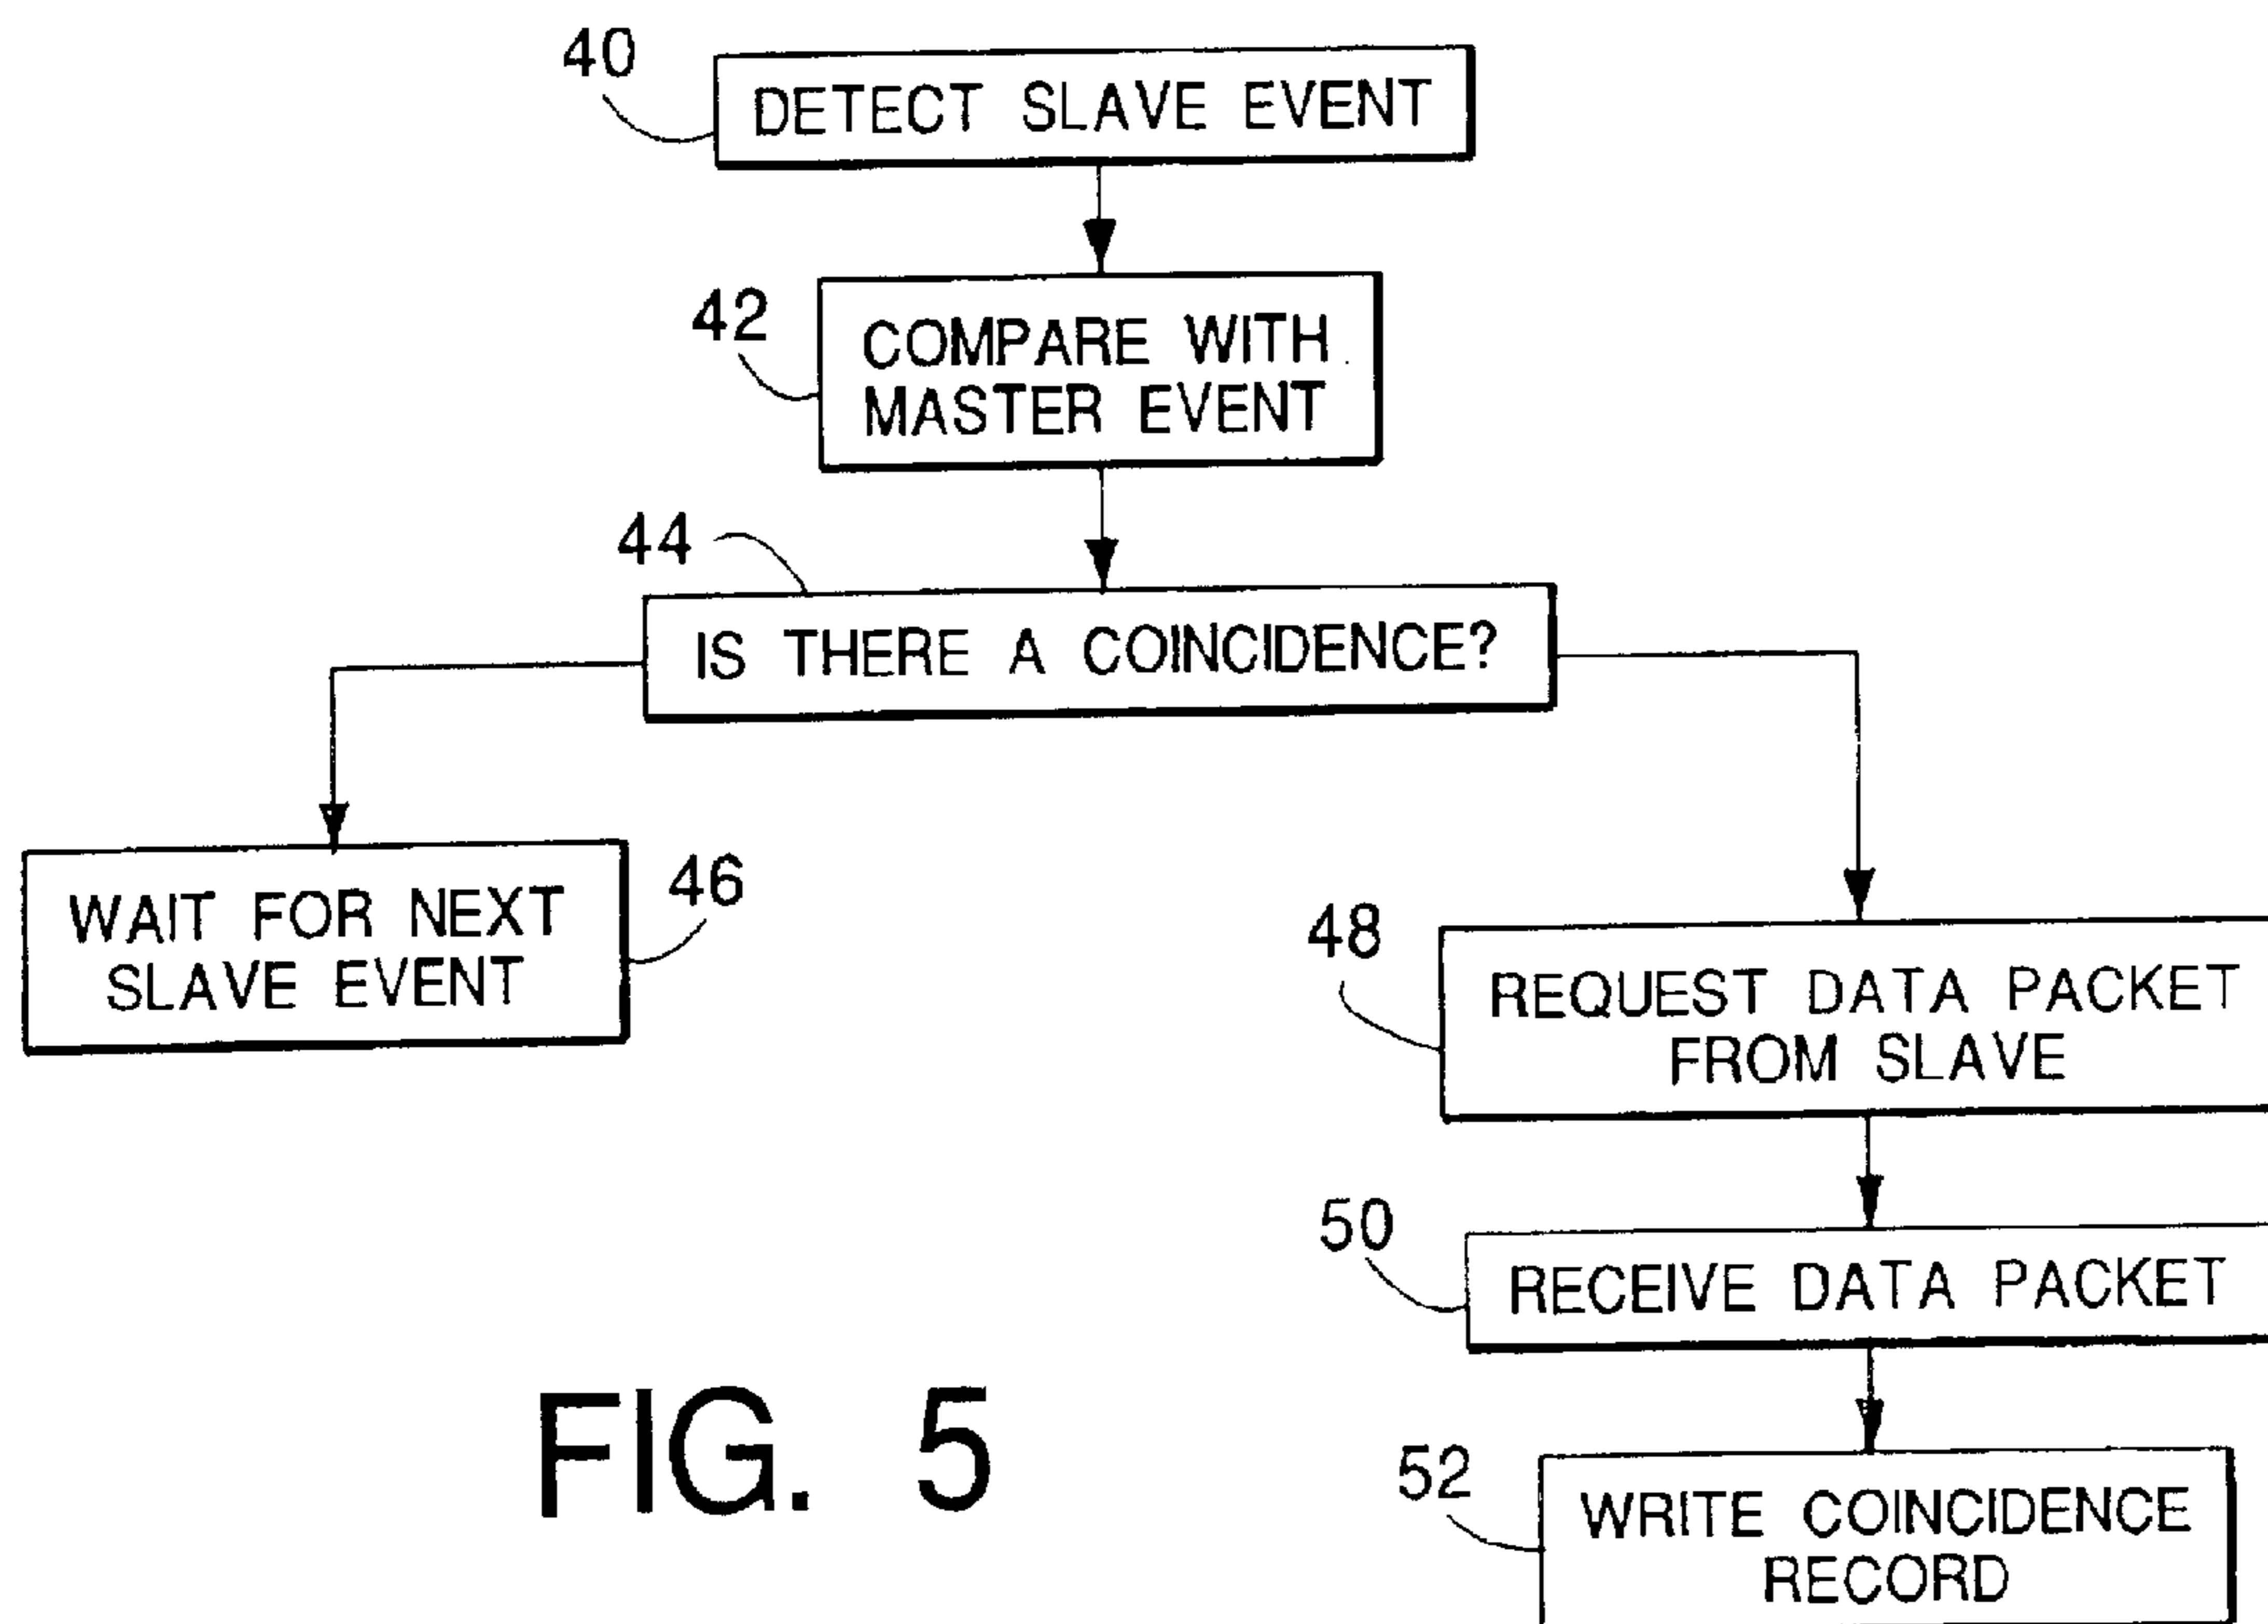 40
DETECT SLAVE EVENT
42
COMPARE WITH
MASTER EVENT
44
IS THERE A COINCIDENCE?
WAIT FOR NEXT
SLAVE EVENT
46
48
REQUEST DATA PACKET
FROM SLAVE
50
RECEIVE DATA PACKET
52
WRITE COINCIDENCE
RECORD
FIG. 5